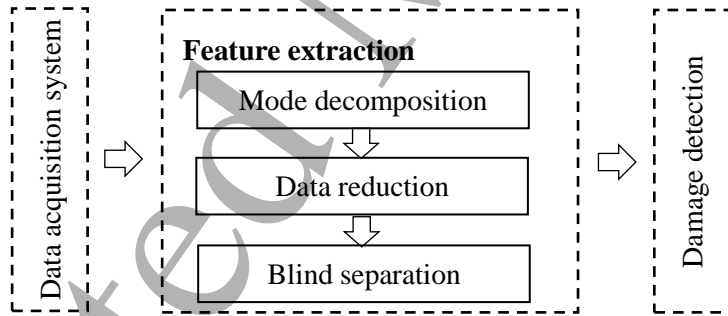 Data acquisition system
Feature extraction
Mode decomposition
Data reduction
Blind separation
Damage detection